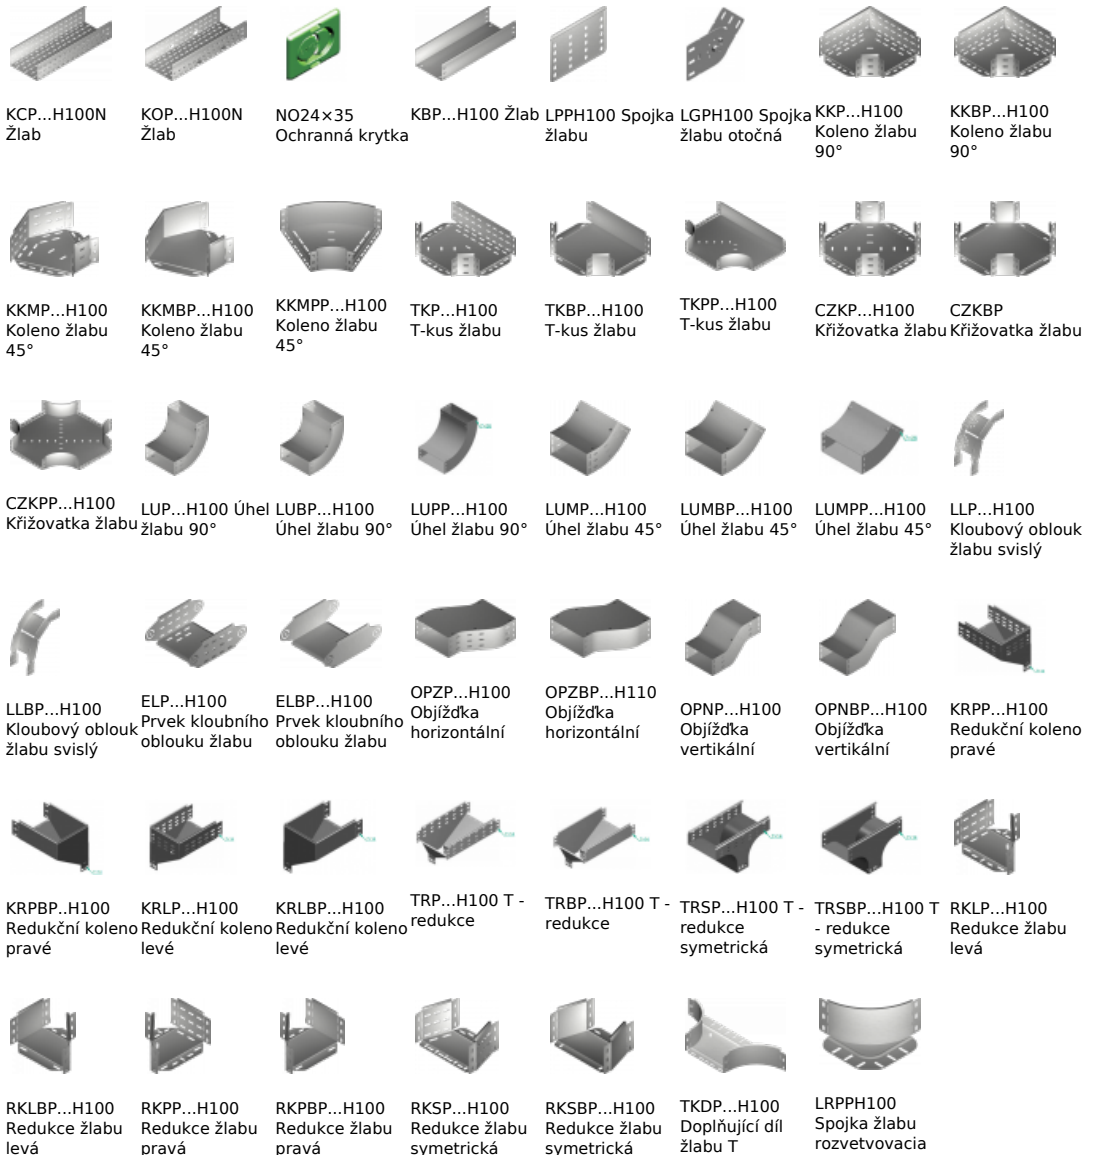 KCP...H100N
Žlab
KOP...H100N
Žlab
NO24×35
Ochranná krytka
KBP...H100 Žlab
LPPH100 Spojka
žlabu
LGPH100 Spojka
žlabu otočná
KKP...H100
Koleno žlabu
90°
KKBP...H100
Koleno žlabu
90°
KKMP...H100
Koleno žlabu
45°
KKMBP...H100
Koleno žlabu
45°
KKMPP...H100
Koleno žlabu
45°
TKP...H100
T-kus žlabu
TKBP...H100
T-kus žlabu
TKPP...H100
T-kus žlabu
CZKP...H100
Křižovatka žlabu
CZKBP
Křižovatka žlabu
CZKPP...H100
Křižovatka žlabu
LUP...H100 Úhel
žlabu 90°
LUBP...H100
Úhel žlabu 90°
LUPP...H100
Úhel žlabu 90°
LUMP...H100
Úhel žlabu 45°
LUMBP...H100
Úhel žlabu 45°
LUMPP...H100
Úhel žlabu 45°
LLP...H100
Kloubový oblouk
žlabu svislý
LLBP...H100
Kloubový oblouk
žlabu svislý
ELP...H100
Prvek kloubního
oblouku žlabu
ELBP...H100
Prvek kloubního
oblouku žlabu
OPZP...H100
Objížďka
horizontální
OPZBP...H110
Objížďka
horizontální
OPNP...H100
Objížďka
vertikální
OPNBP...H100
Objížďka
vertikální
KRPP...H100
Redukční koleno
pravé
KRPBP..H100
Redukční koleno
pravé
KRLP...H100
Redukční koleno
levé
KRLBP...H100
Redukční koleno
levé
TRP...H100 T -
redukce
TRBP...H100 T -
redukce
TRSP...H100 T -
redukce
symetrická
TRSBP...H100 T
- redukce
symetrická
RKLP...H100
Redukce žlabu
levá
RKLBP...H100
Redukce žlabu
levá
RKPP...H100
Redukce žlabu
pravá
RKPBP...H100
Redukce žlabu
pravá
RKSP...H100
Redukce žlabu
symetrická
RKSBP...H100
Redukce žlabu
symetrická
TKDP...H100
Doplňující díl
žlabu T
LRPPH100
Spojka žlabu
rozvetvovacia